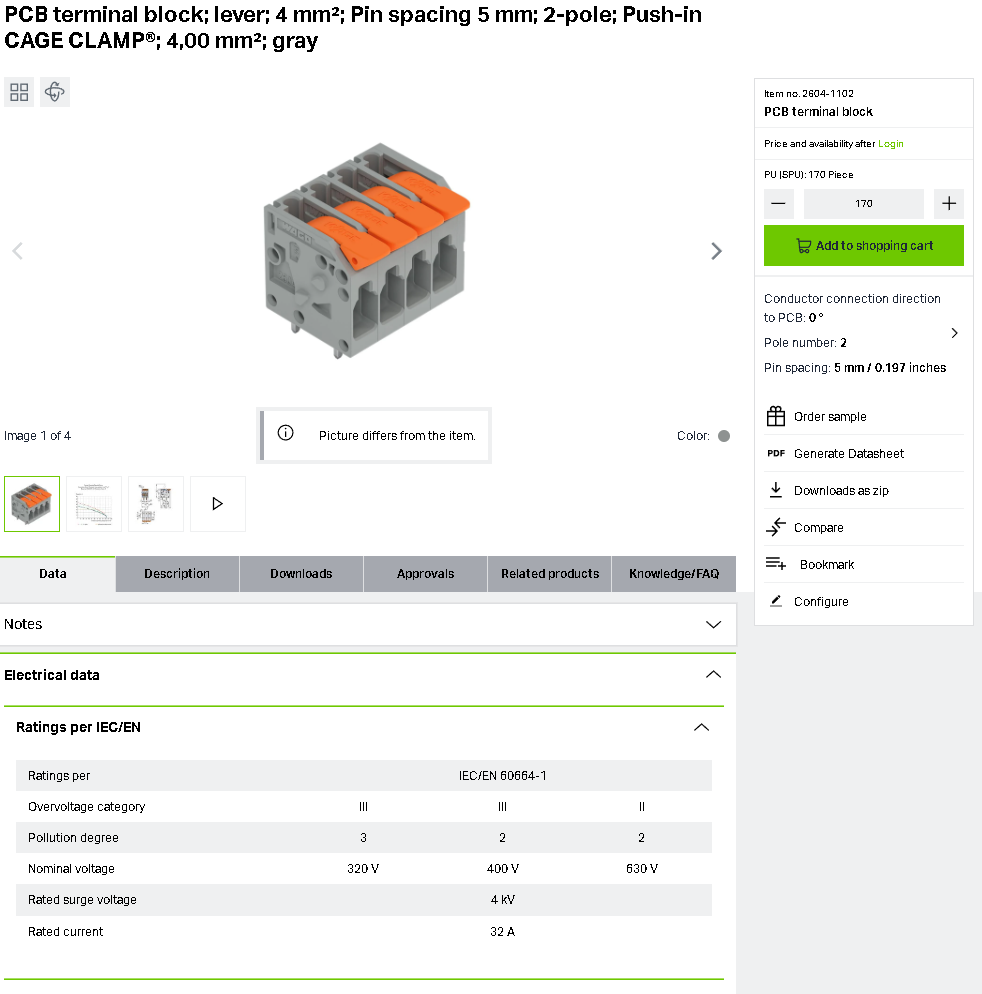 PCB terminal block; lever; 4 mm²; Pin spacing 5 mm; 2-pole; Push-in
CAGE CLAMP®; 4,00 mm²; gray
Item no. 2604-1102
PCB terminal block
Price and availability after Login
PU (SPU): 170 Piece
170
Add to shopping cart
Conductor connection direction
to PCB: 0 °
Pole number: 2
Pin spacing: 5 mm / 0.197 inches
Order sample
PDF Generate Datasheet
Downloads as zip
Compare
Bookmark
Configure
WAGO
Image 1 of 4
Picture differs from the item.
Color:
Data
Description
Downloads
Approvals
Related products
Knowledge/FAQ
Notes
Electrical data
Ratings per IEC/EN
Ratings per IEC/EN 60664-1
Overvoltage category III III II
Pollution degree 3 2 2
Nominal voltage 320 V 400 V 630 V
Rated surge voltage 4 kV
Rated current 32 A